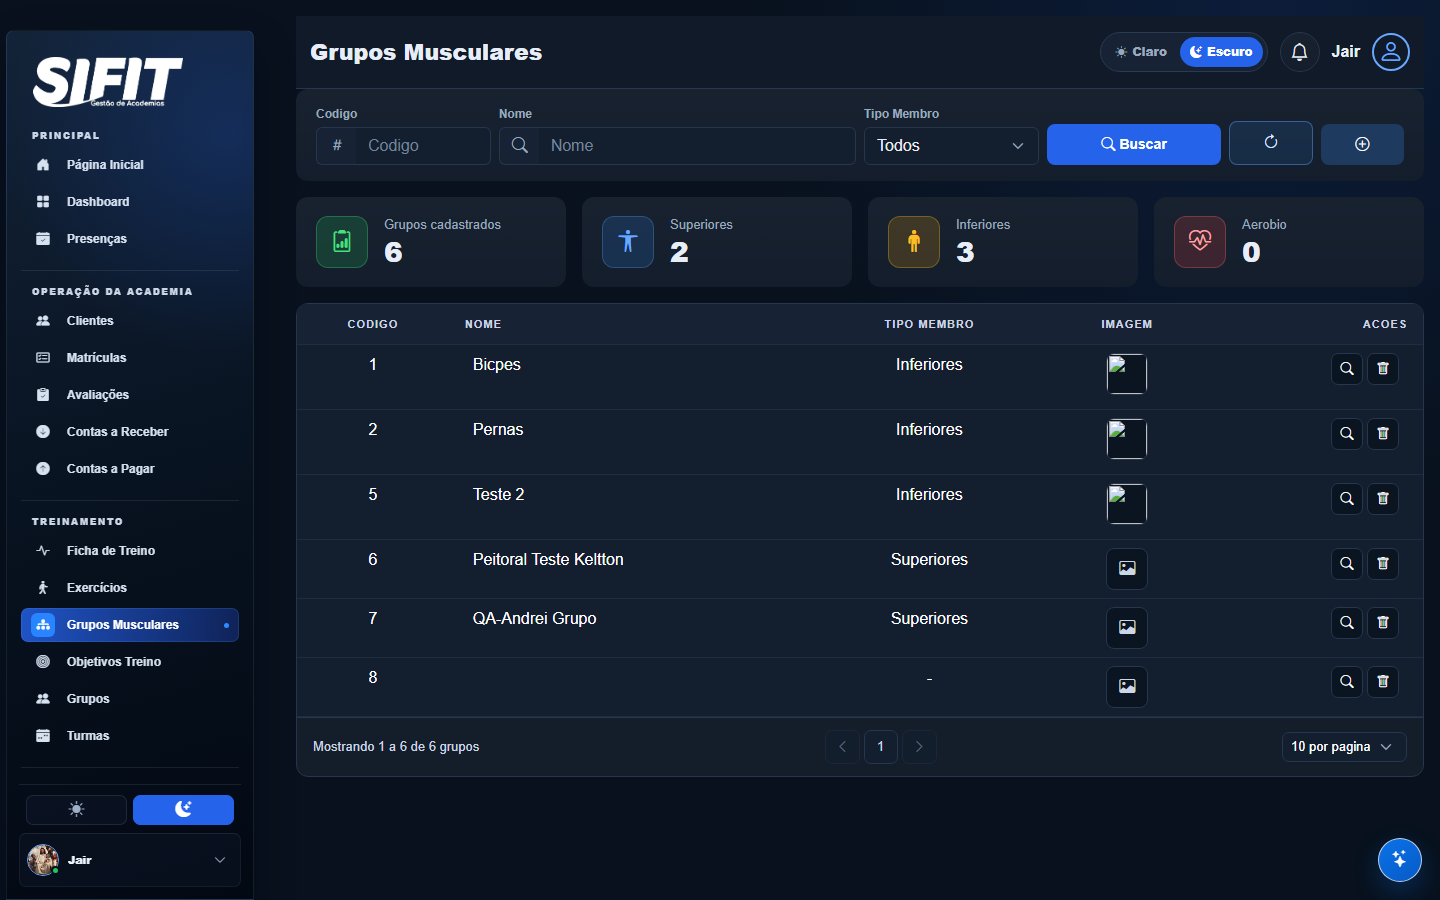 SIFIT
Gestão de Academias
PRINCIPAL
Página Inicial
Dashboard
Presenças
OPERAÇÃO DA ACADEMIA
Clientes
Matrículas
Avaliações
Contas a Receber
Contas a Pagar
TREINAMENTO
Ficha de Treino
Exercícios
Grupos Musculares
Objetivos Treino
Grupos
Turmas
Jair
Grupos Musculares
Claro
Escuro
Jair
Codigo
Nome
Tipo Membro
# Codigo
Nome
Todos
Buscar
Grupos cadastrados
6
Superiores
2
Inferiores
3
Aerobio
0
CODIGO NOME TIPO MEMBRO IMAGEM ACOES
1 Bicpes Inferiores
2 Pernas Inferiores
5 Teste 2 Inferiores
6 Peitoral Teste Keltton Superiores
7 QA-Andrei Grupo Superiores
8 -
Mostrando 1 a 6 de 6 grupos
1
10 por pagina